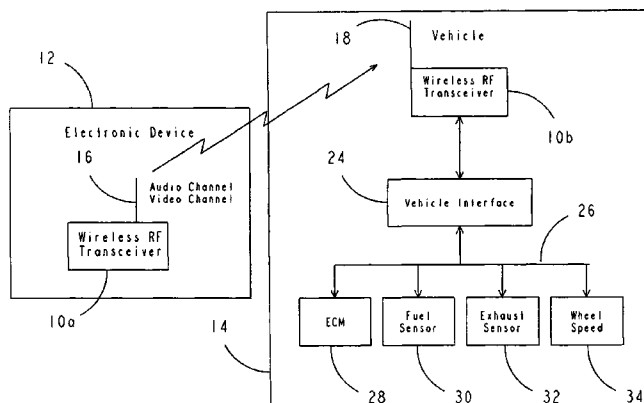 18
Vehicle
12
Wireless RF
Transceiver
Electronic Device
10b
16
Audio Channel
Video Channel
24
Vehicle Interface
26
Wireless RF
Transceiver
10a
14
ECM
Fuel
Sensor
Exhaust
Sensor
Wheel
Speed
28
30
32
34